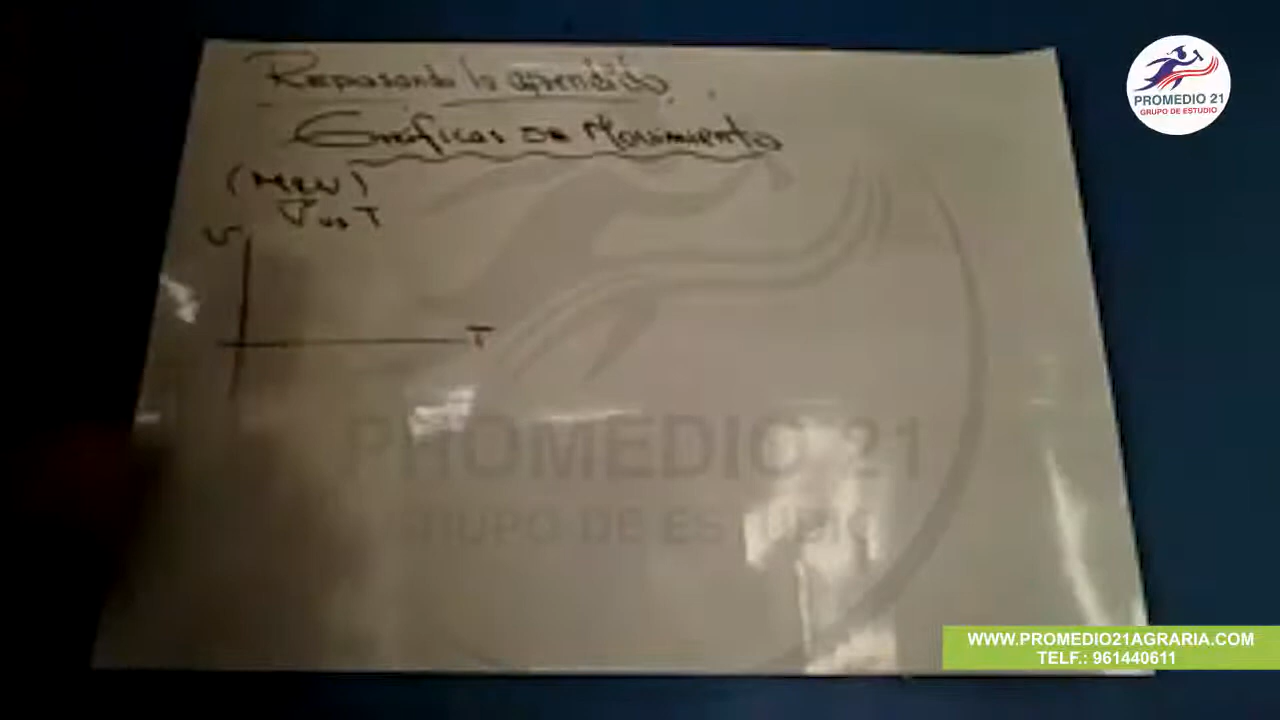 Repasando lo aprendido
Gráficas de Movimiento
(MRU)
V vs T
V
T
PROMEDIO 21
GRUPO DE ESTUDIO
PROMEDIO 21
GRUPO DE ESTUDIO
WWW.PROMEDIO21AGRARIA.COM
TELF.: 961440611